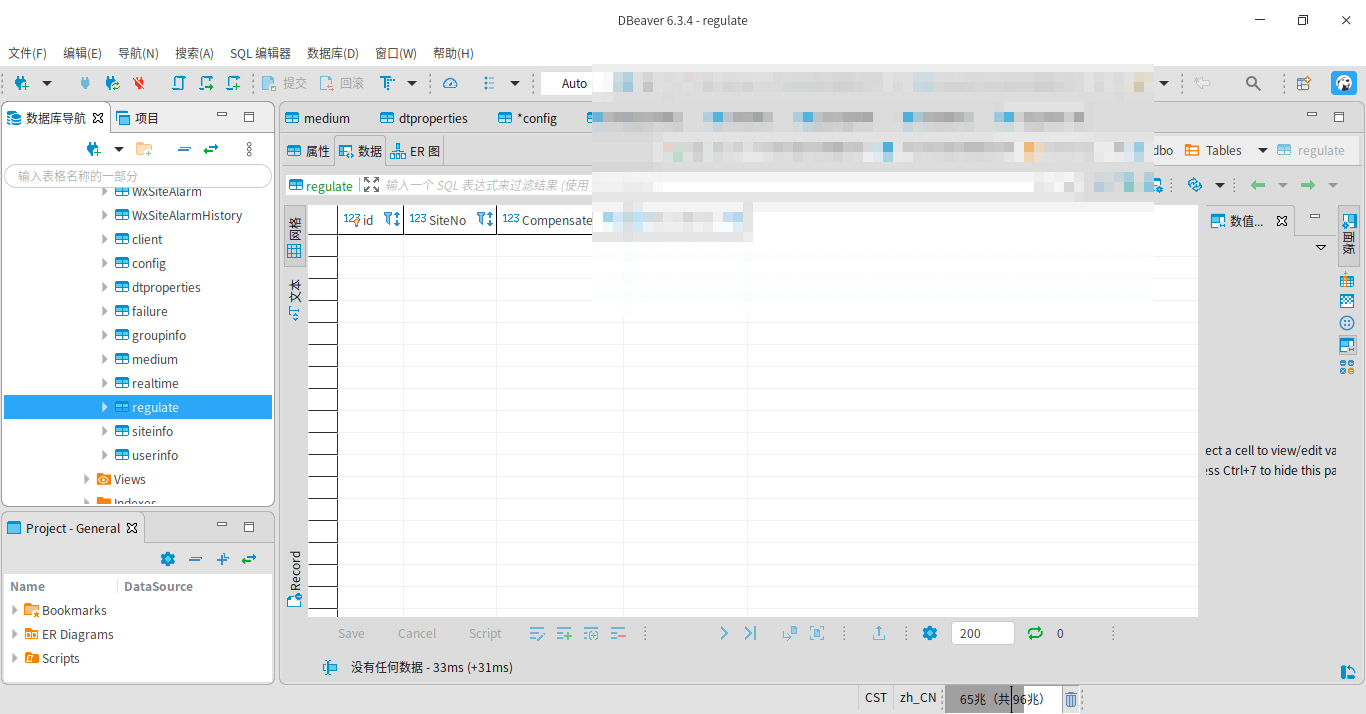 DBeaver 6.3.4 - regulate
文件(F) 编辑(E) 导航(N) 搜索(A) SQL 编辑器 数据库(D) 窗口(W) 帮助(H)
提交 回滚 Auto
数据库导航 项目 medium dtproperties *config
属性 数据 ER 图 dbo Tables regulate
输入表格名称的一部分
regulate 输入一个 SQL 表达式来过滤结果 (使用
WxSiteAlarm
WxSiteAlarmHistory
client
config
dtproperties
failure
groupinfo
medium
realtime
regulate
siteinfo
userinfo
Views
Indexes
网格
文本
Record
123 id 123 SiteNo 123 Compensate
数值...
面板
ect a cell to view/edit va
ss Ctrl+7 to hide this pa
Project - General
Name DataSource
Bookmarks
ER Diagrams
Scripts
Save Cancel Script 200 0
没有任何数据 - 33ms (+31ms)
CST zh_CN 65兆（共96兆）